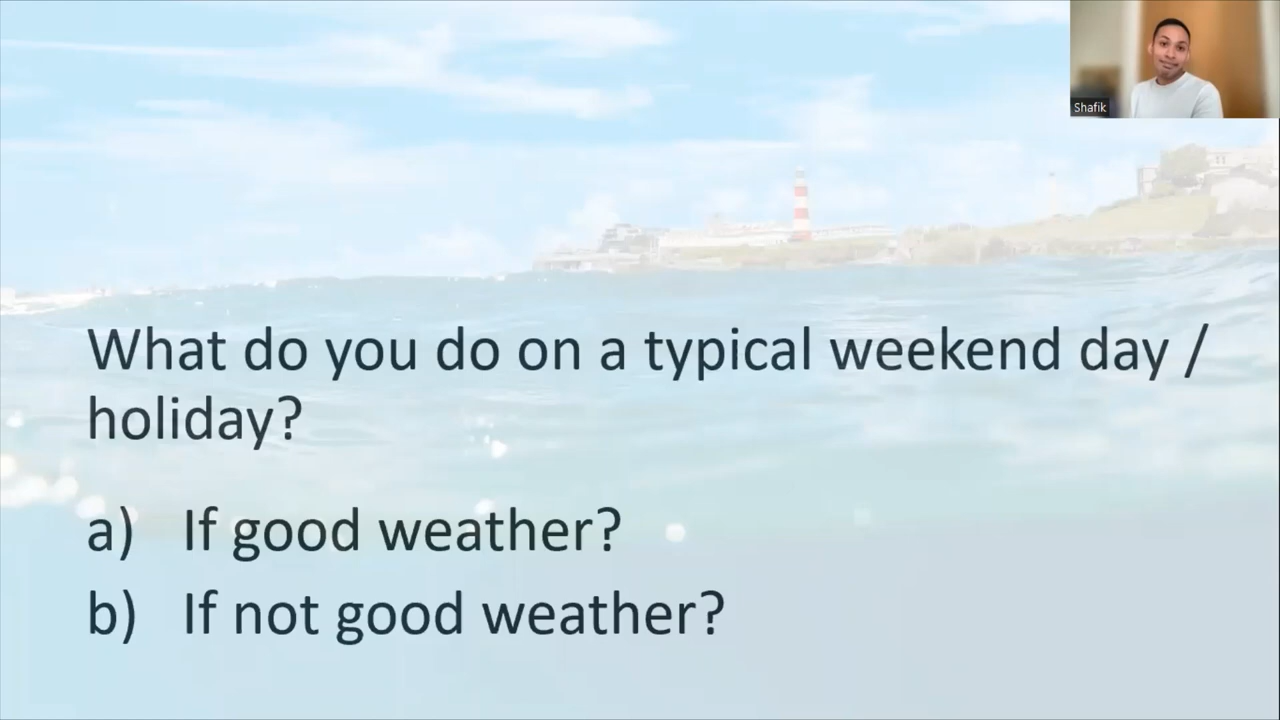 Shafik
What do you do on a typical weekend day /
holiday?
a) If good weather?
b) If not good weather?